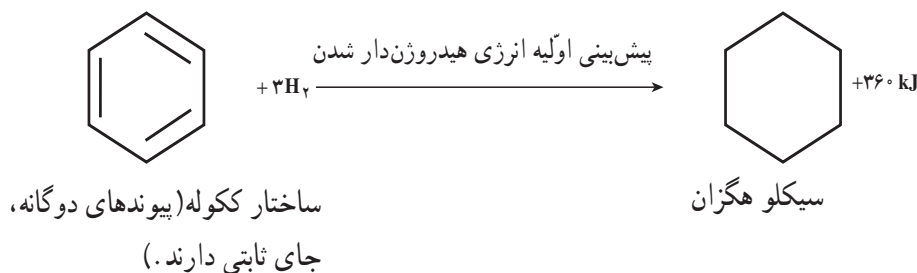 پیش‌بینی اوّلیه انرژی هیدروژن‌دار شدن
+۳H₂
+۳۶۰ kJ
سیکلو هگزان
ساختار ککوله(پیوندهای دوگانه،
جای ثابتی دارند.)